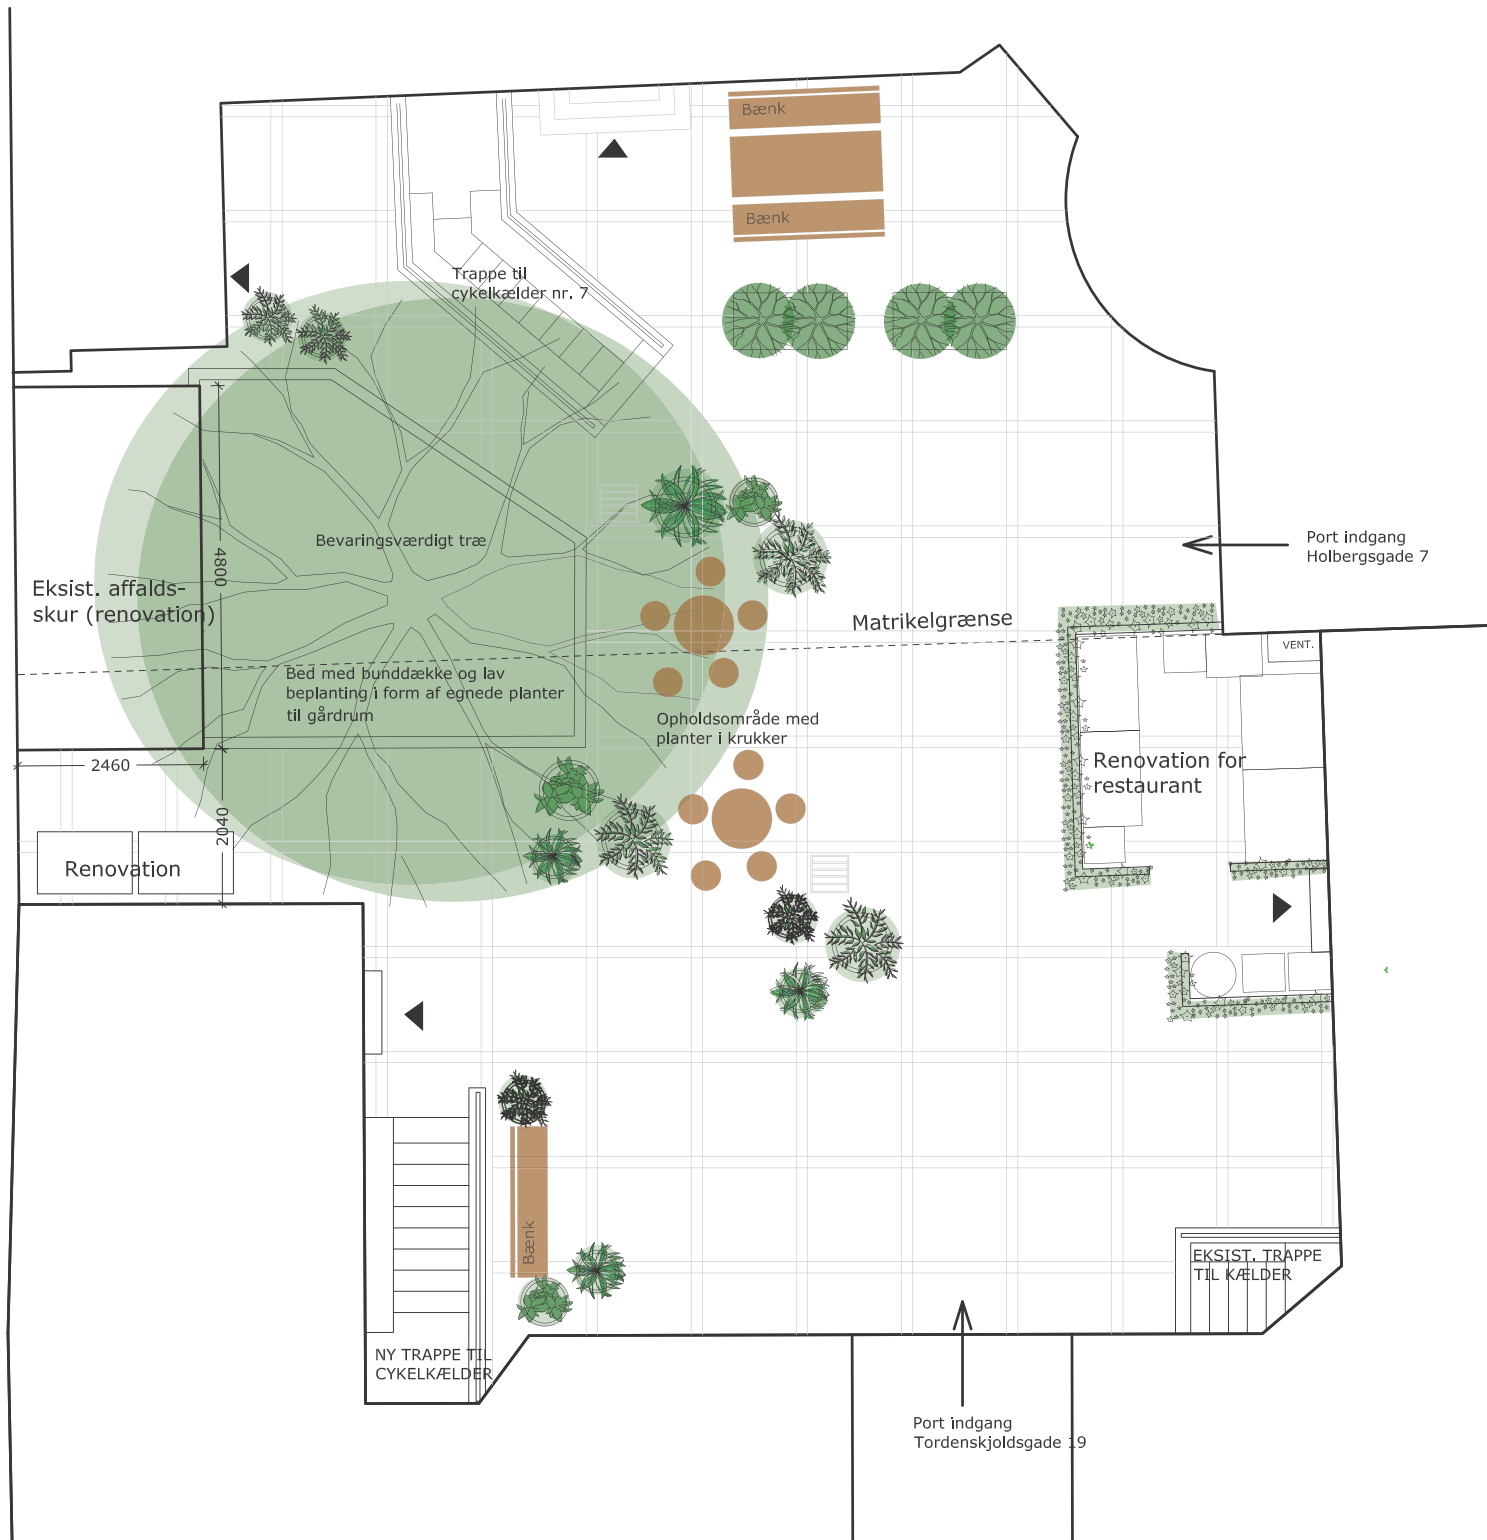 Bænk
Bænk
Trappe til
cykelkælder nr. 7
Bevaringsværdigt træ
4800
Eksist. affalds-
skur (renovation)
Port indgang
Holbergsgade 7
Matrikelgrænse
VENT.
Bed med bunddække og lav
beplanting i form af egnede planter
til gårdrum
Opholdsområde med
planter i krukker
Renovation for
restaurant
2460
2040
Renovation
Bænk
EKSIST. TRAPPE
TIL KÆLDER
NY TRAPPE TIL
CYKELKÆLDER
Port indgang
Tordenskjoldsgade 19